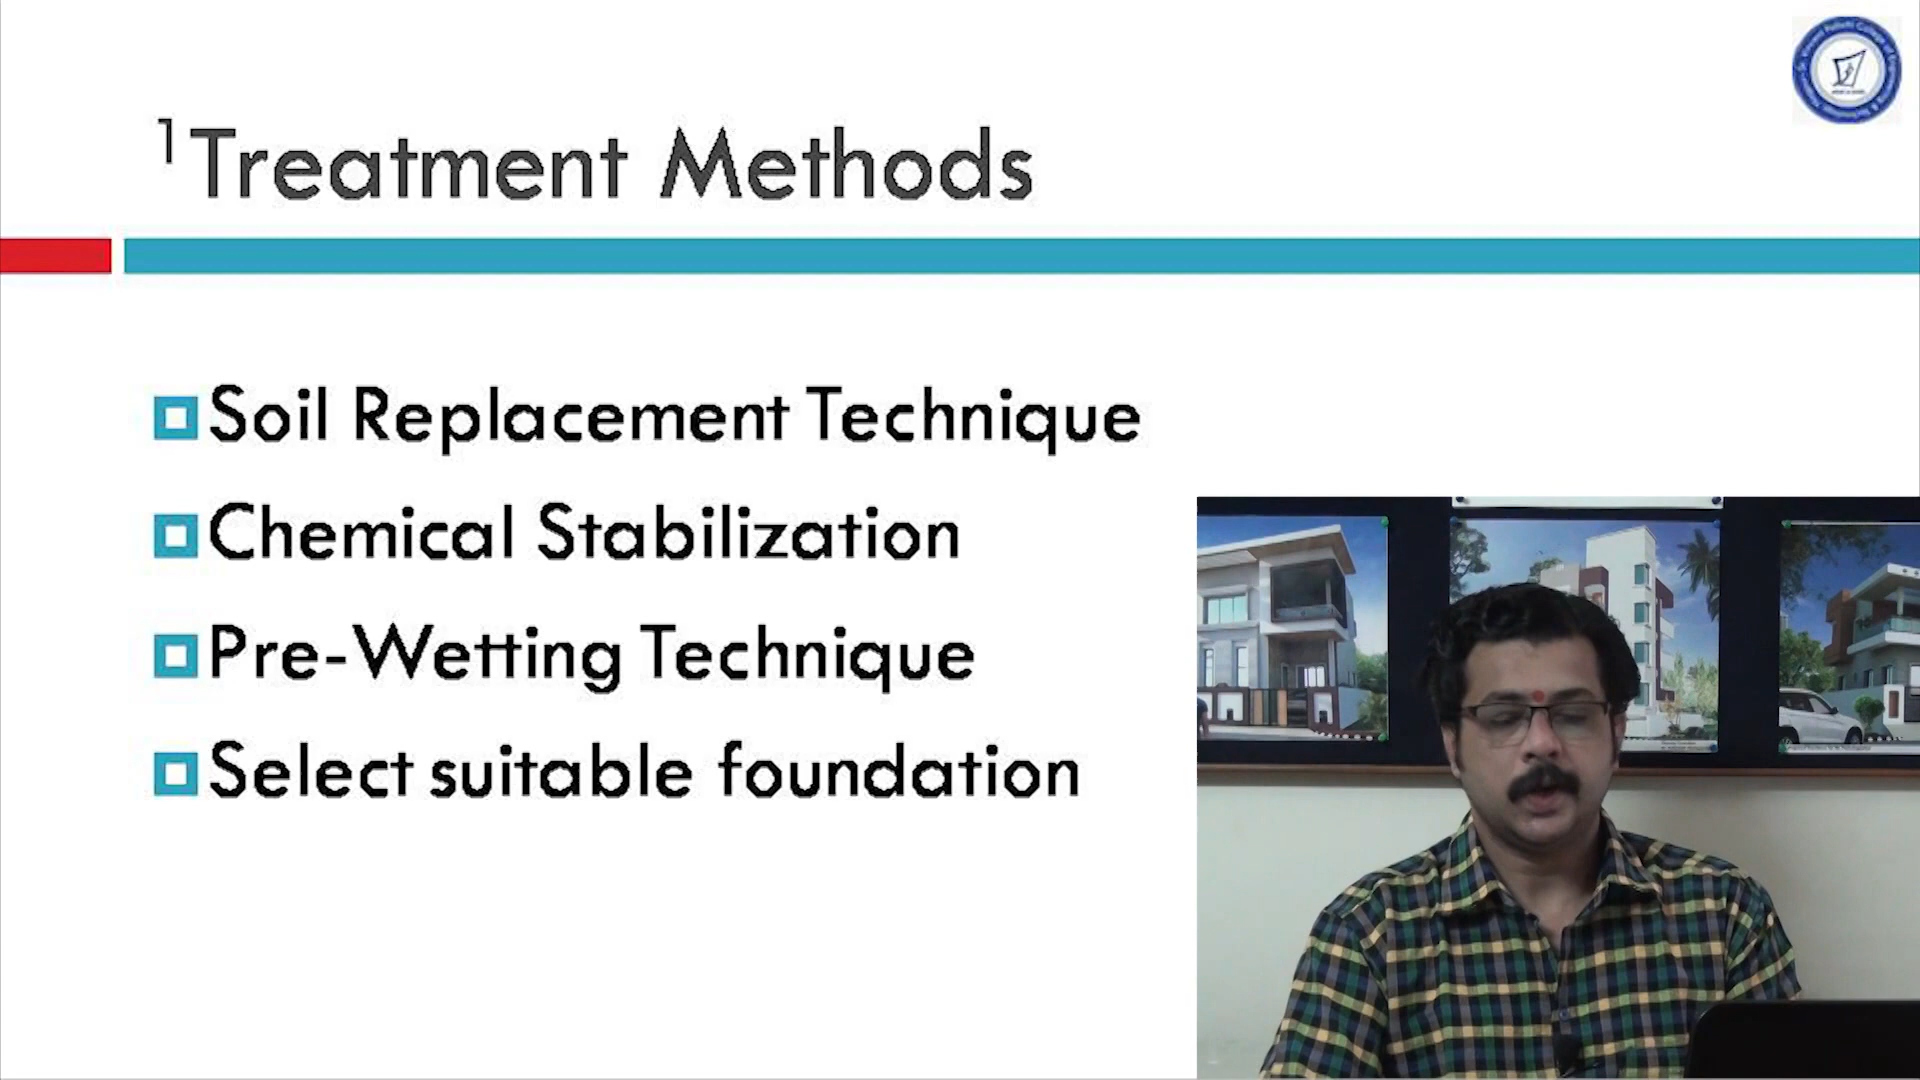 ¹Treatment Methods
Soil Replacement Technique
Chemical Stabilization
Pre-Wetting Technique
Select suitable foundation